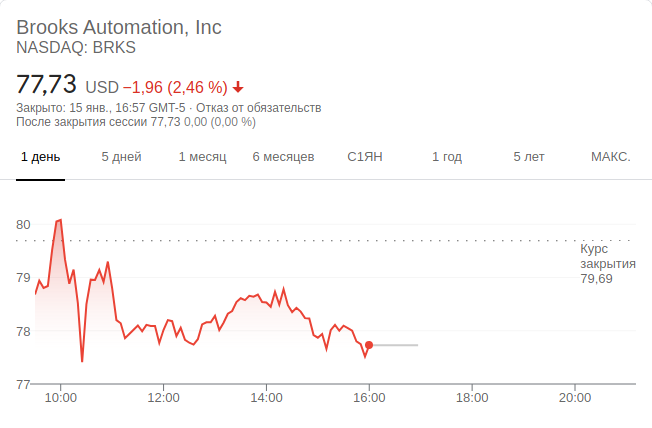 Brooks Automation, Inc
NASDAQ: BRKS
77,73 USD −1,96 (2,46 %)
Закрыто: 15 янв., 16:57 GMT-5 · Отказ от обязательств
После закрытия сессии 77,73 0,00 (0,00 %)
1 день 5 дней 1 месяц 6 месяцев С1ЯН 1 год 5 лет МАКС.
80
Курс
закрытия
79,69
79
78
77
10:00 12:00 14:00 16:00 18:00 20:00